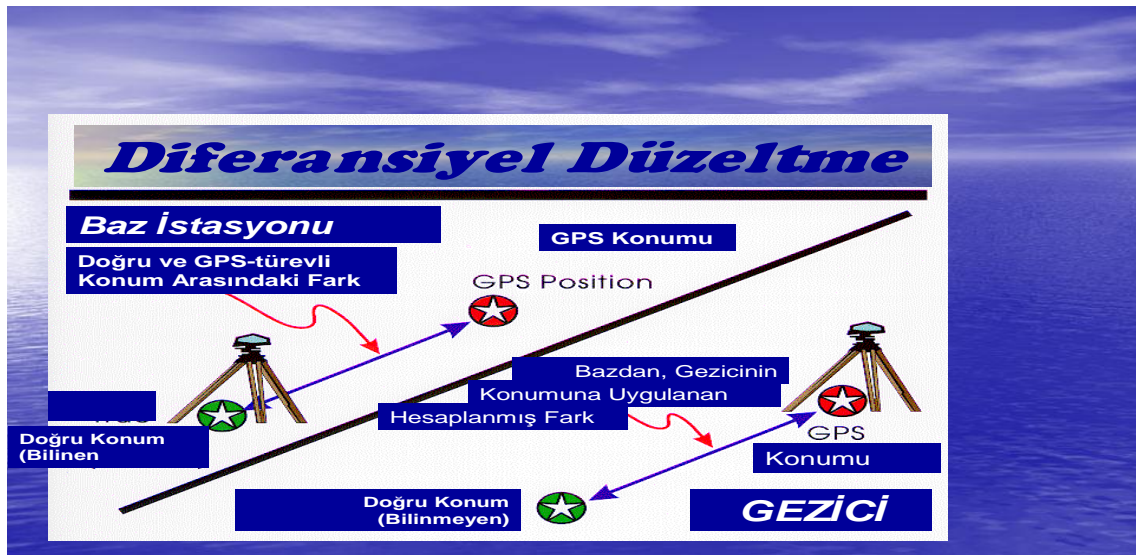 Diferansiyel Düzeltme
Baz İstasyonu
Doğru ve GPS-türevli
Konum Arasındaki Fark
GPS Konumu
GPS Position
Bazdan, Gezicinin
Konumuna Uygulanan
Hesaplanmış Fark
Doğru Konum
(Bilinen
GPS
Konumu
Doğru Konum
(Bilinmeyen)
GEZİCİ